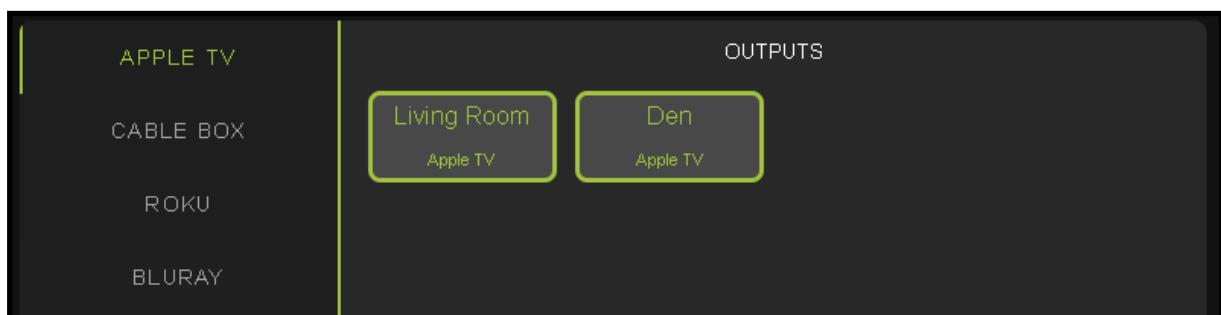 APPLE TV
CABLE BOX
ROKU
BLURAY
OUTPUTS
Living Room
Apple TV
Den
Apple TV